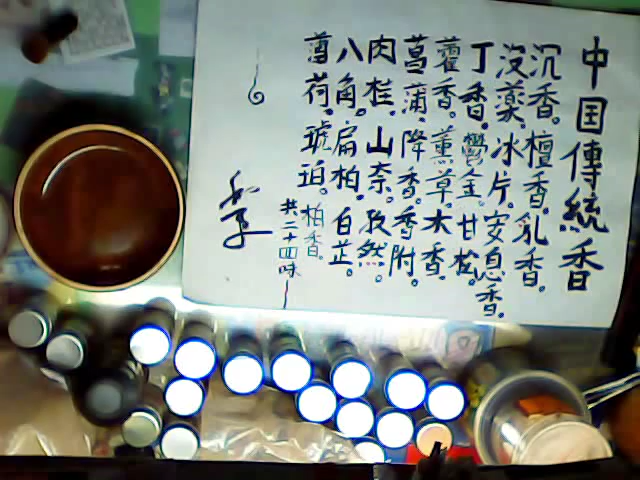 中国傳統香
沉香。檀香。乳香。
沒藥。冰片。安息香。
丁香。鬱金。甘松。
藿香。薰草。木香。
菖蒲。降香。香附。
肉桂。山奈。孜然。
八角。扁柏。白芷。
薄荷。琥珀。柏香。
共二十四味